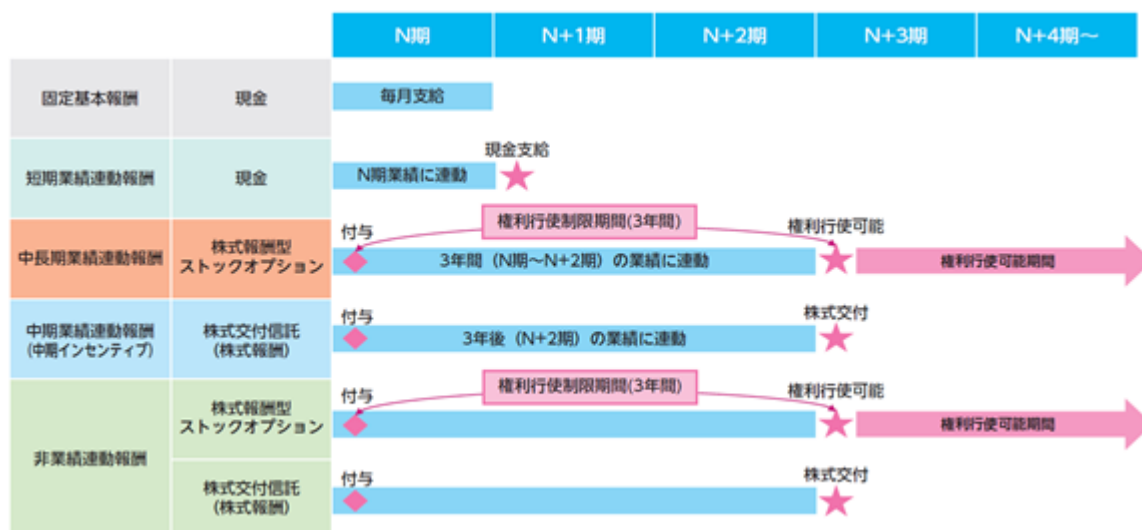 N期 N+1期 N+2期 N+3期 N+4期～
固定基本報酬 現金 毎月支給
現金支給
短期業績連動報酬 現金 N期業績に連動
権利行使制限期間(3年間)
付与 権利行使可能
中長期業績連動報酬 株式報酬型
ストックオプション 3年間（N期～N+2期）の業績に連動 権利行使可能期間
付与 株式交付
中期業績連動報酬 株式交付信託
(中期インセンティブ) (株式報酬) 3年後（N+2期）の業績に連動
権利行使制限期間(3年間)
付与 権利行使可能
株式報酬型
ストックオプション 権利行使可能期間
非業績連動報酬
付与 株式交付
株式交付信託
(株式報酬)